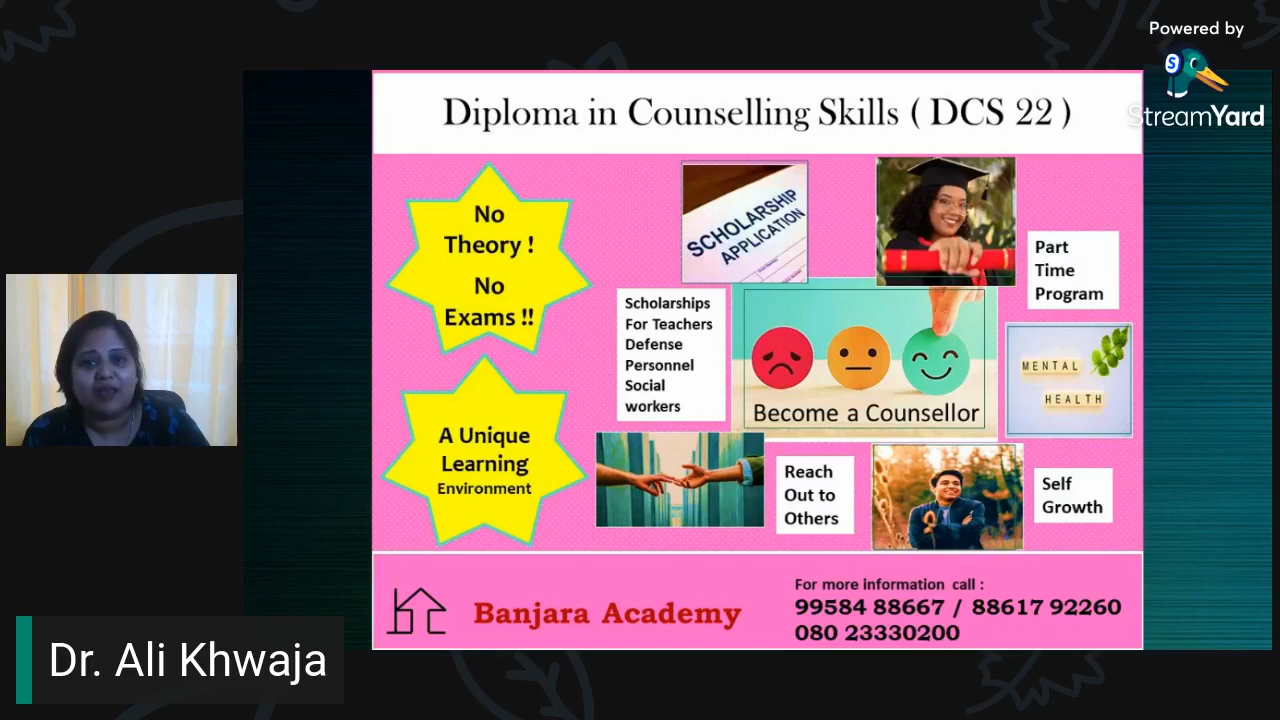 Powered by
StreamYard
Diploma in Counselling Skills ( DCS 22 )
No
Theory !
No
Exams !!
SCHOLARSHIP
APPLICATION
Part
Time
Program
Scholarships
For Teachers
Defense
Personnel
Social
workers
Become a Counsellor
MENTAL
HEALTH
A Unique
Learning
Environment
Reach
Out to
Others
Self
Growth
Banjara Academy
For more information call :
99584 88667 / 88617 92260
080 23330200
Dr. Ali Khwaja